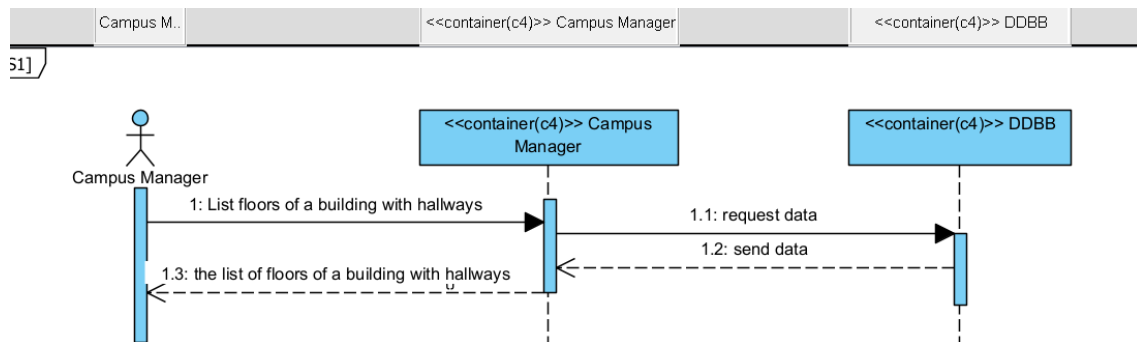 Campus M..
<<container(c4)>> Campus Manager
<<container(c4)>> DDBB
S1]
<<container(c4)>> Campus
Manager
<<container(c4)>> DDBB
Campus Manager
1: List floors of a building with hallways
1.1: request data
1.2: send data
1.3: the list of floors of a building with hallways